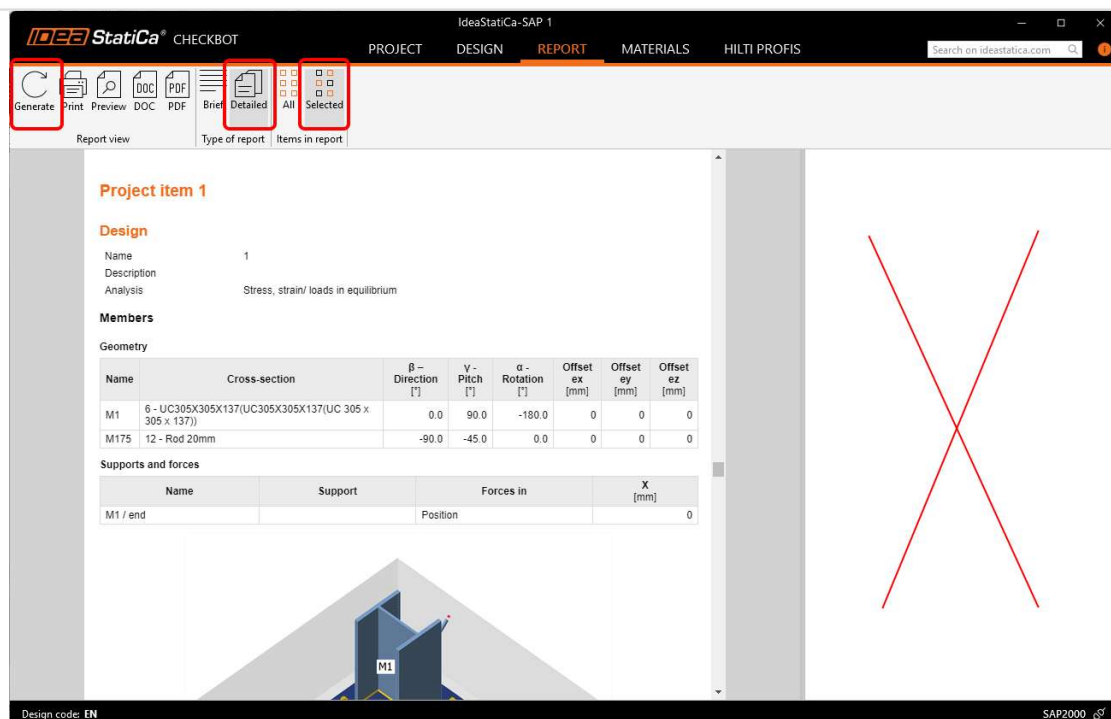 IdeaStatiCa-SAP 1
IDEA StatiCa® CHECKBOT
PROJECT DESIGN REPORT MATERIALS HILTI PROFIS
Search on ideastatica.com
Generate Print Preview DOC PDF Brief Detailed All Selected
Report view Type of report Items in report
Project item 1
Design
Name 1
Description
Analysis Stress, strain/ loads in equilibrium
Members
Geometry
Name Cross-section β – Direction [°] γ - Pitch [°] α - Rotation [°] Offset ex [mm] Offset ey [mm] Offset ez [mm]
M1 6 - UC305X305X137(UC305X305X137(UC 305 x 305 x 137)) 0.0 90.0 -180.0 0 0 0
M175 12 - Rod 20mm -90.0 -45.0 0.0 0 0 0
Supports and forces
Name Support Forces in X [mm]
M1 / end Position 0
M1
Design code: EN SAP2000